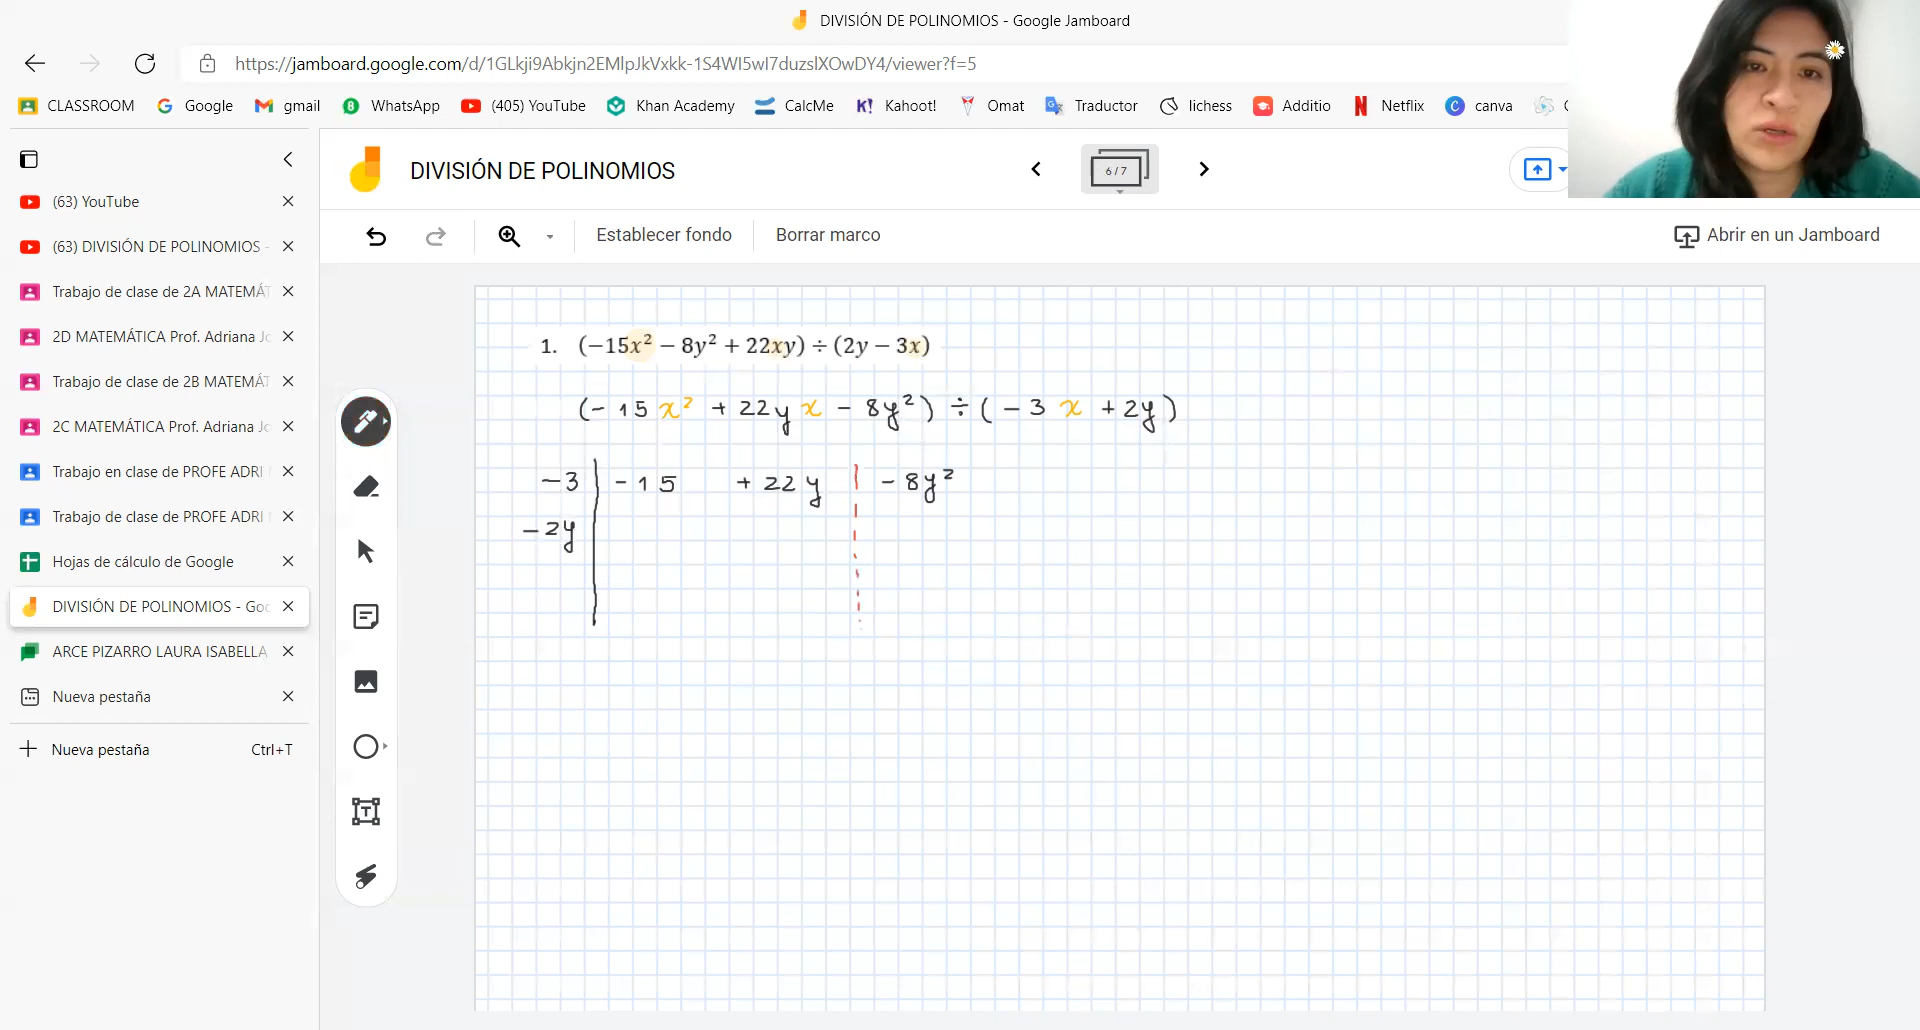 DIVISIÓN DE POLINOMIOS - Google Jamboard
https://jamboard.google.com/d/1GLkji9Abkjn2EMlpJkVxkk-1S4WI5wI7duzslXOwDY4/viewer?f=5
CLASSROOM Google gmail WhatsApp (405) YouTube Khan Academy CalcMe Kahoot! Omat Traductor lichess Additio Netflix canva
DIVISIÓN DE POLINOMIOS
6 / 7
(63) YouTube
(63) DIVISIÓN DE POLINOMIOS -
Establecer fondo Borrar marco
Abrir en un Jamboard
Trabajo de clase de 2A MATEMÁT
2D MATEMÁTICA Prof. Adriana Jo
Trabajo de clase de 2B MATEMÁT
2C MATEMÁTICA Prof. Adriana Jo
Trabajo en clase de PROFE ADRI
Trabajo de clase de PROFE ADRI
Hojas de cálculo de Google
DIVISIÓN DE POLINOMIOS - Goo
ARCE PIZARRO LAURA ISABELLA
Nueva pestaña
Nueva pestaña Ctrl+T
1. (−15x² − 8y² + 22xy) ÷ (2y − 3x)
(- 15 x² + 22y x - 8y²) ÷ (- 3 x + 2y)
-3 | - 15 + 22 y | - 8y²
- 2y